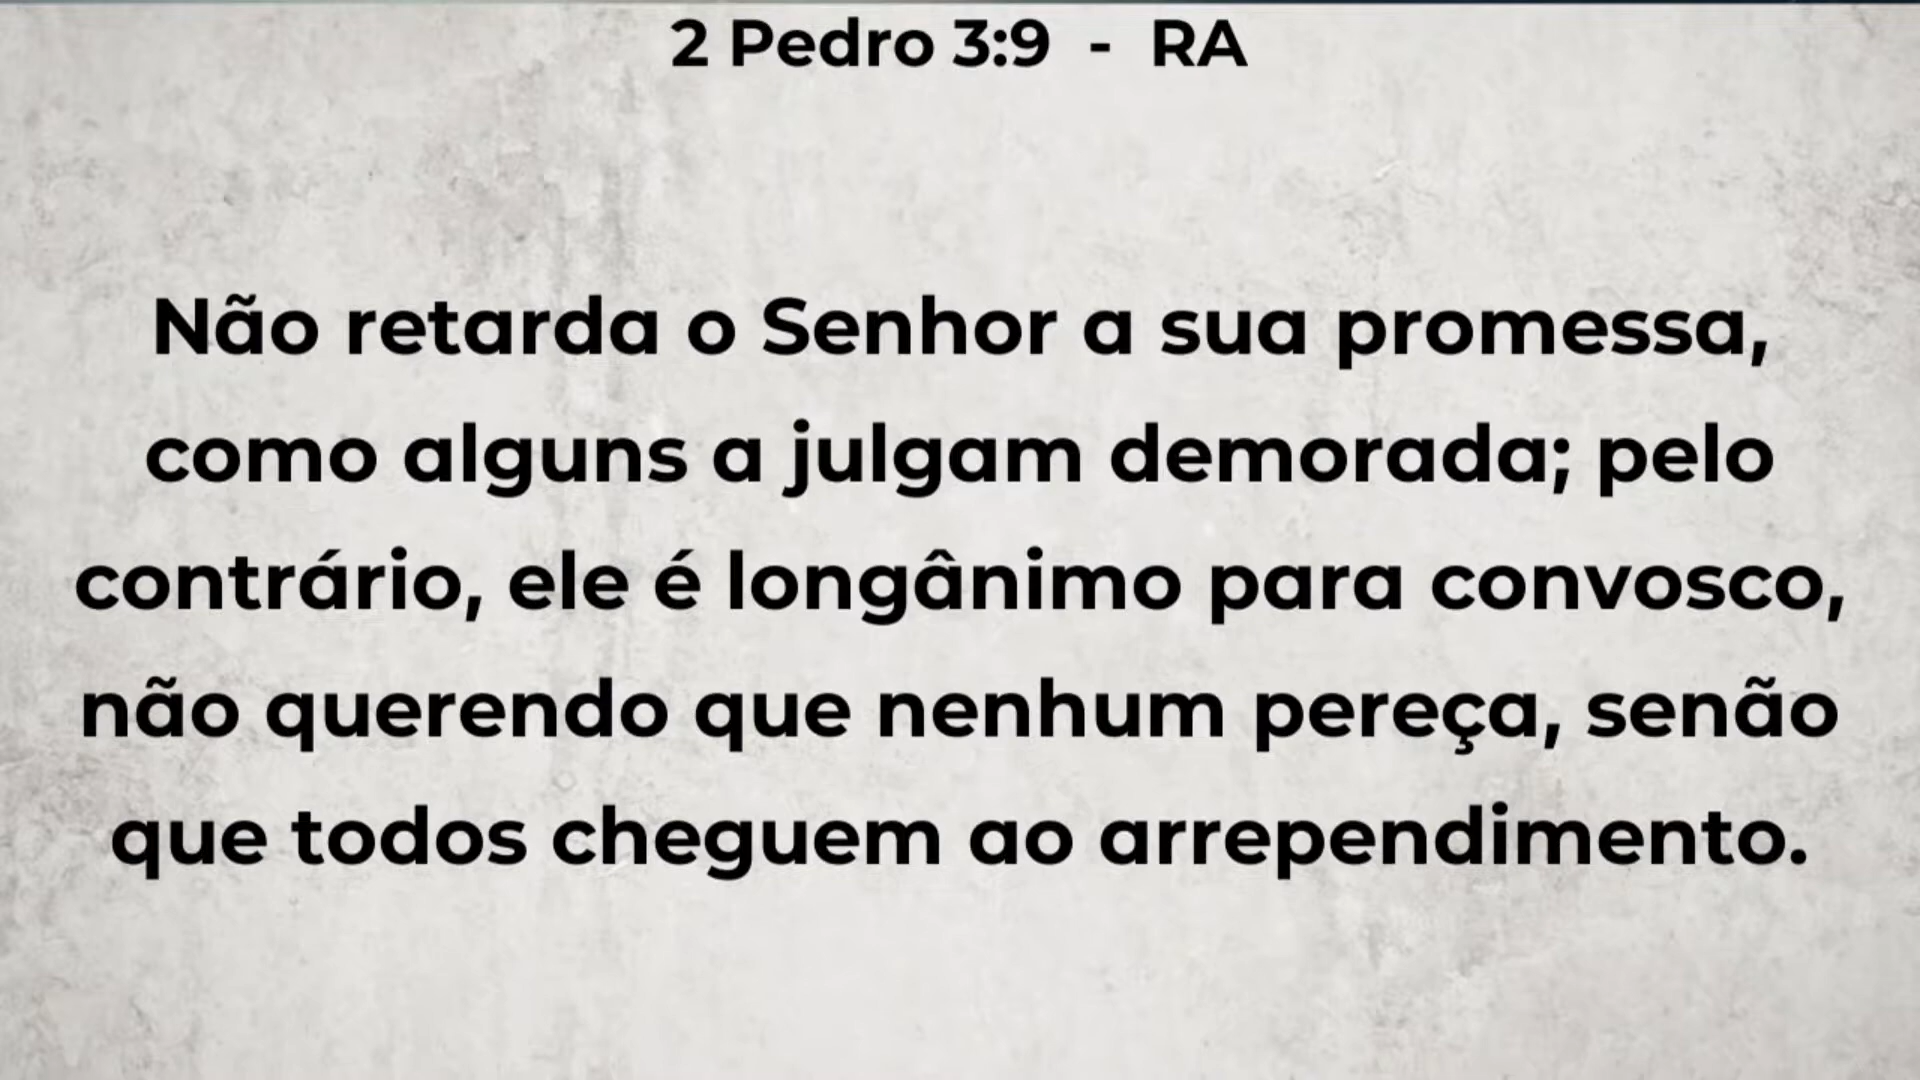 2 Pedro 3:9 - RA
Não retarda o Senhor a sua promessa,
como alguns a julgam demorada; pelo
contrário, ele é longânimo para convosco,
não querendo que nenhum pereça, senão
que todos cheguem ao arrependimento.